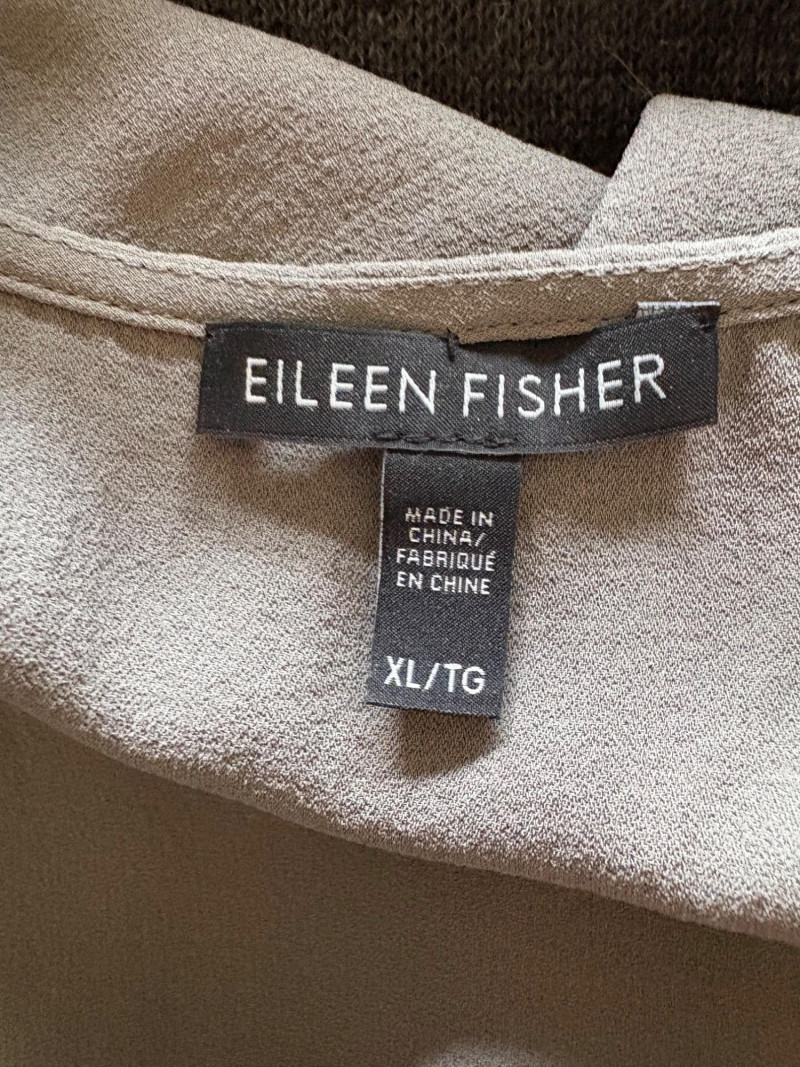 EILEEN FISHER
MADE IN
CHINA/
FABRIQUÉ
EN CHINE
XL/TG